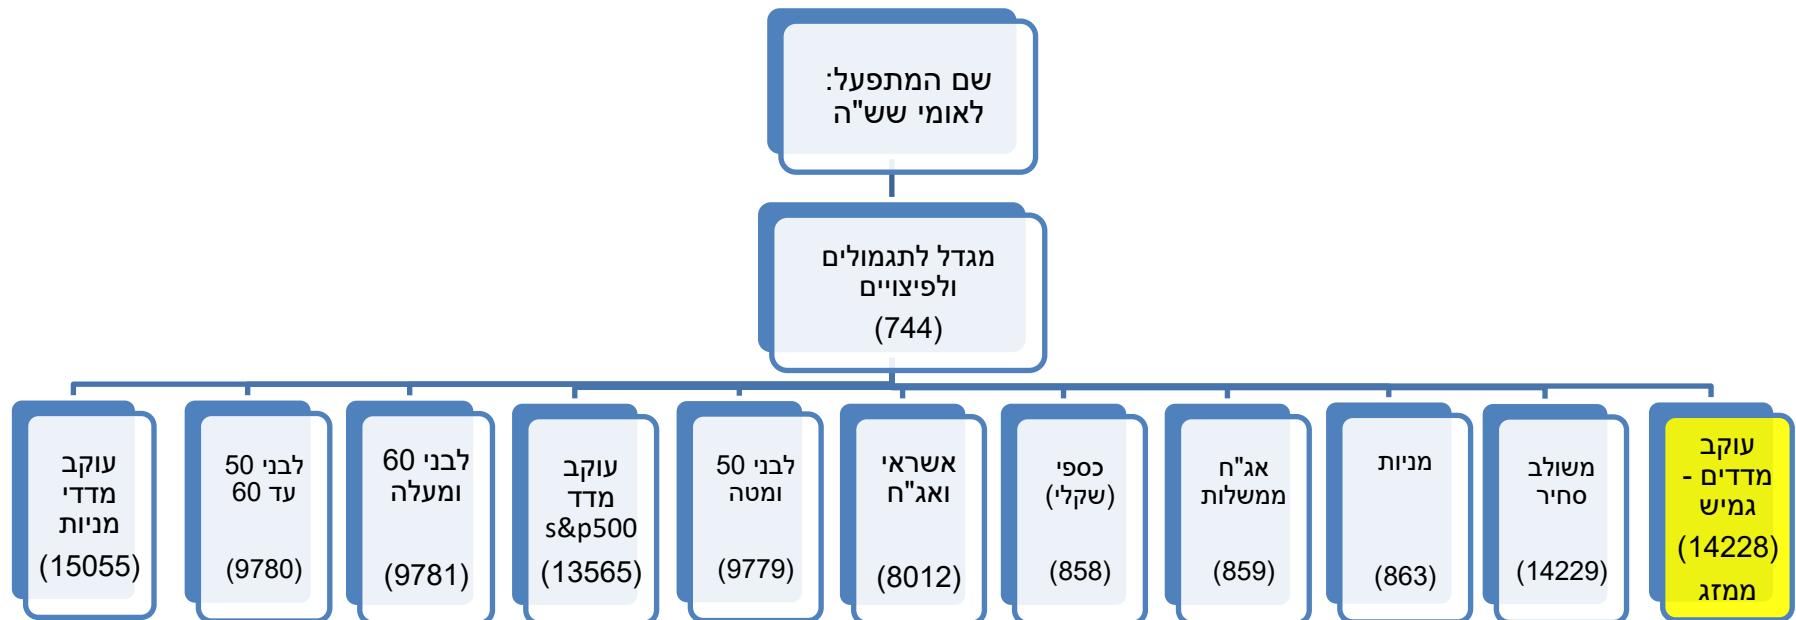 שם המתפעל:
לאומי שש"ה
מגדל לתגמולים
ולפיצויים
(744)
עוקב
מדדים -
גמיש
(14228)
ממזג
משולב
סחיר
(14229)
מניות
(863)
אג"ח
ממשלות
(859)
כספי
(שקלי)
(858)
אשראי
ואג"ח
(8012)
לבני 50
ומטה
(9779)
עוקב
מדד
s&p500
(13565)
לבני 60
ומעלה
(9781)
לבני 50
עד 60
(9780)
עוקב
מדדי
מניות
(15055)